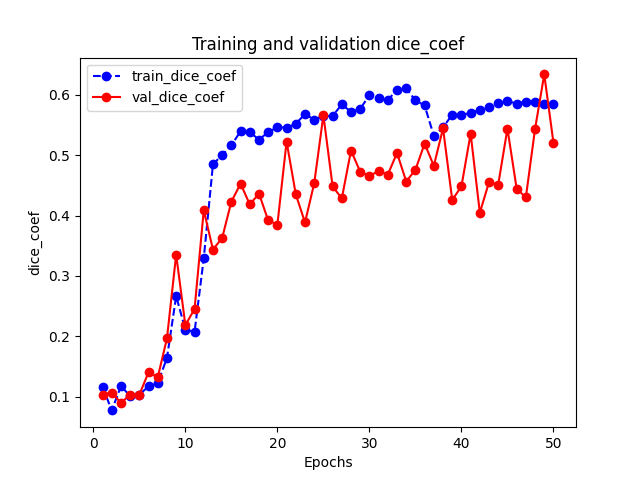 Training and validation dice_coef
train_dice_coef
val_dice_coef
dice_coef
0.6
0.5
0.4
0.3
0.2
0.1
0 10 20 30 40 50
Epochs